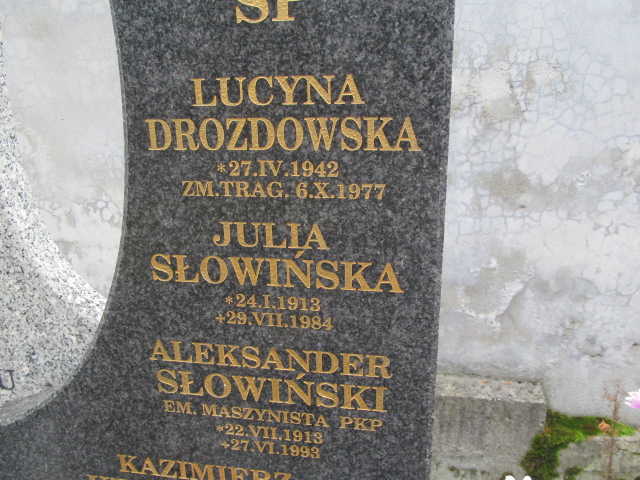 ŚP
LUCYNA
DROZDOWSKA
*27.IV.1942
ZM.TRAG. 6.X.1977
JULIA
SŁOWIŃSKA
*24.I.1913
+29.VII.1984
ALEKSANDER
SŁOWIŃSKI
EM. MASZYNISTA PKP
*22.VII.1913
+27.VI.1993
KAZIMIERZ